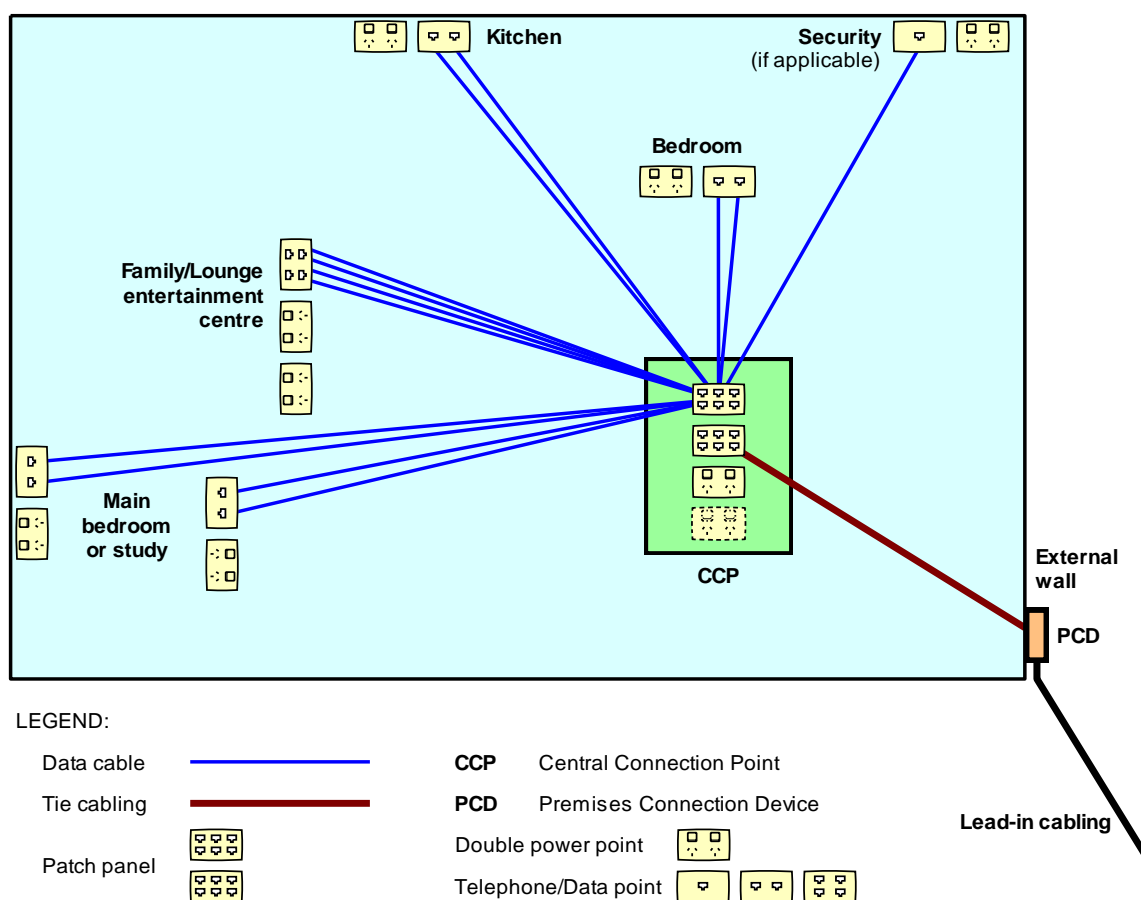 Kitchen
Security
(if applicable)
Bedroom
Family/Lounge
entertainment
centre
Main
bedroom
or study
CCP
External
wall
PCD
LEGEND:
Data cable
CCP Central Connection Point
Tie cabling
PCD Premises Connection Device
Lead-in cabling
Patch panel
Double power point
Telephone/Data point